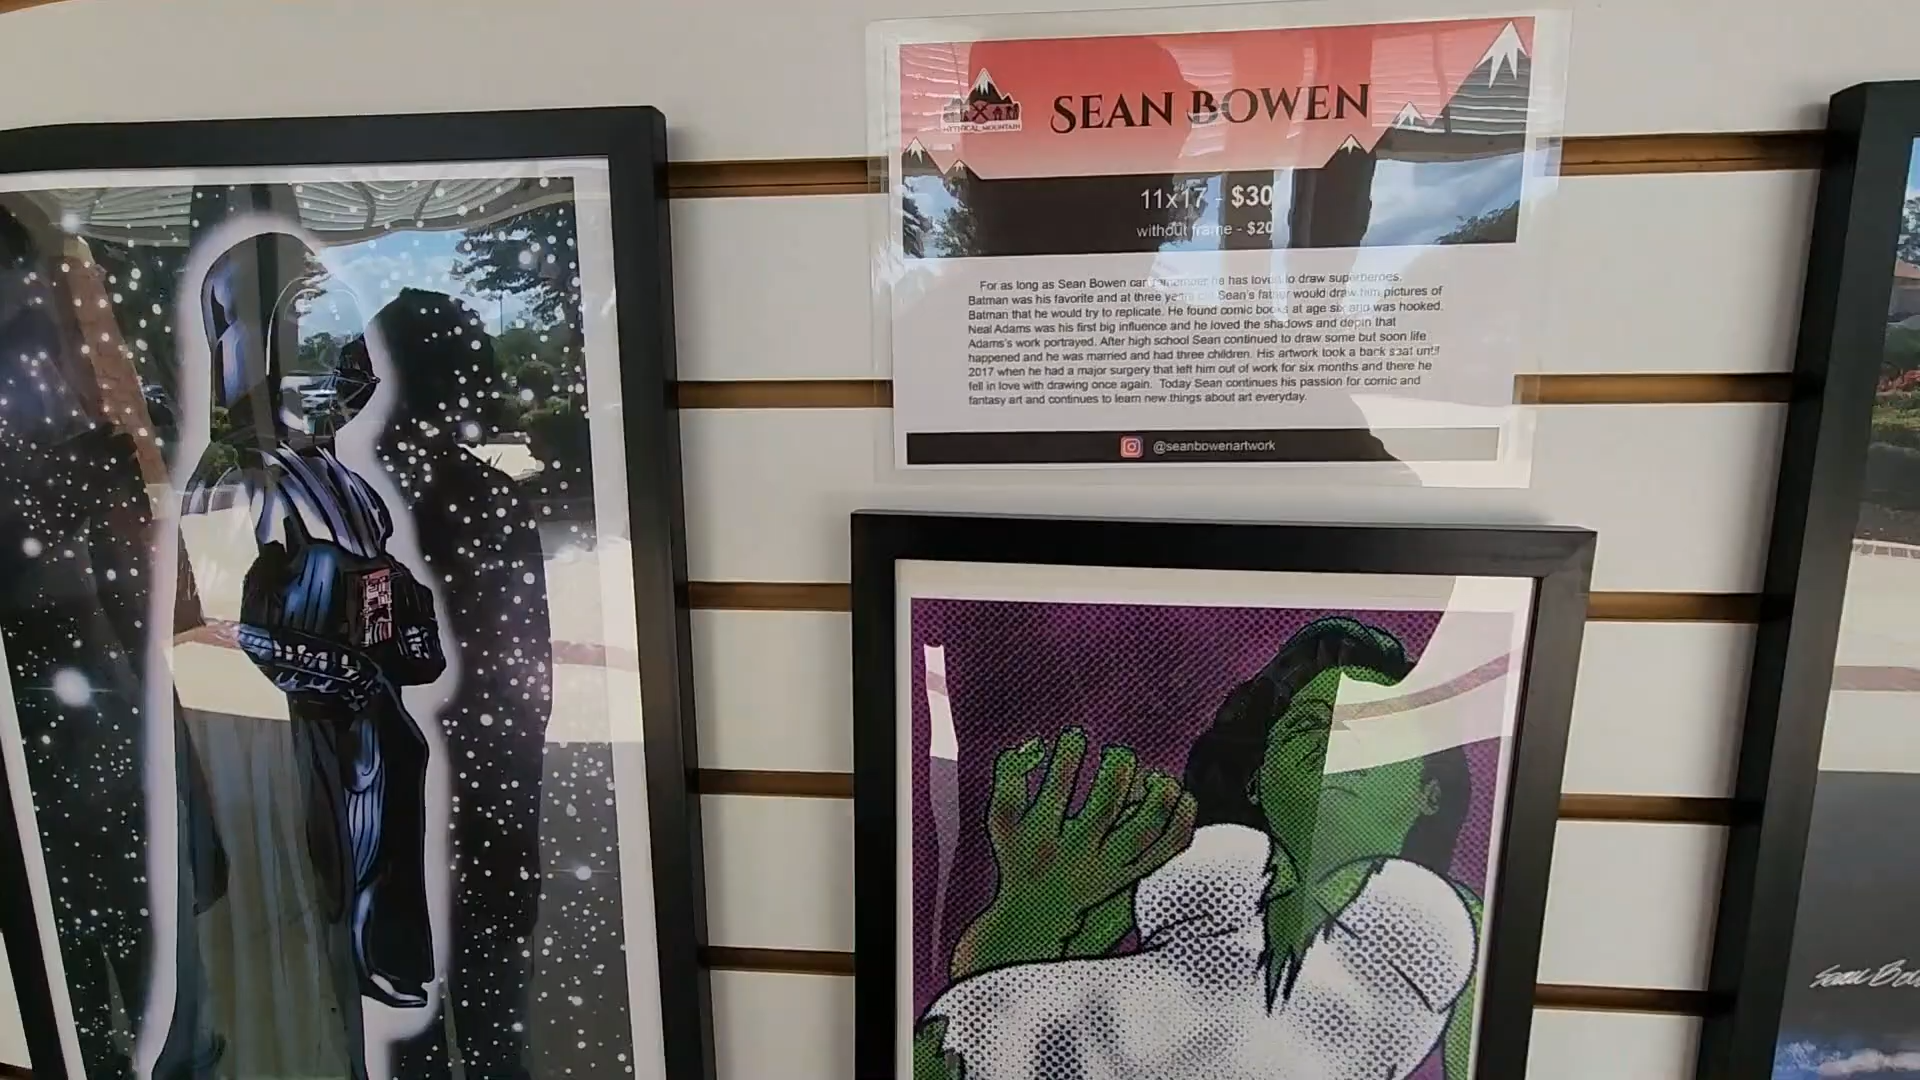 MYTHICAL MOUNTAIN
SEAN BOWEN
11x17 - $30
without frame - $20
For as long as Sean Bowen can remember he has loved to draw superheroes.
Batman was his favorite and at three years old Sean's father would draw him pictures of
Batman that he would try to replicate. He found comic books at age six and was hooked.
Neal Adams was his first big influence and he loved the shadows and depth that
Adams's work portrayed. After high school Sean continued to draw some but soon life
happened and he was married and had three children. His artwork took a back seat until
2017 when he had a major surgery that left him out of work for six months and there he
fell in love with drawing once again. Today Sean continues his passion for comic and
fantasy art and continues to learn new things about art everyday.
@seanbowenartwork
Sean Bo